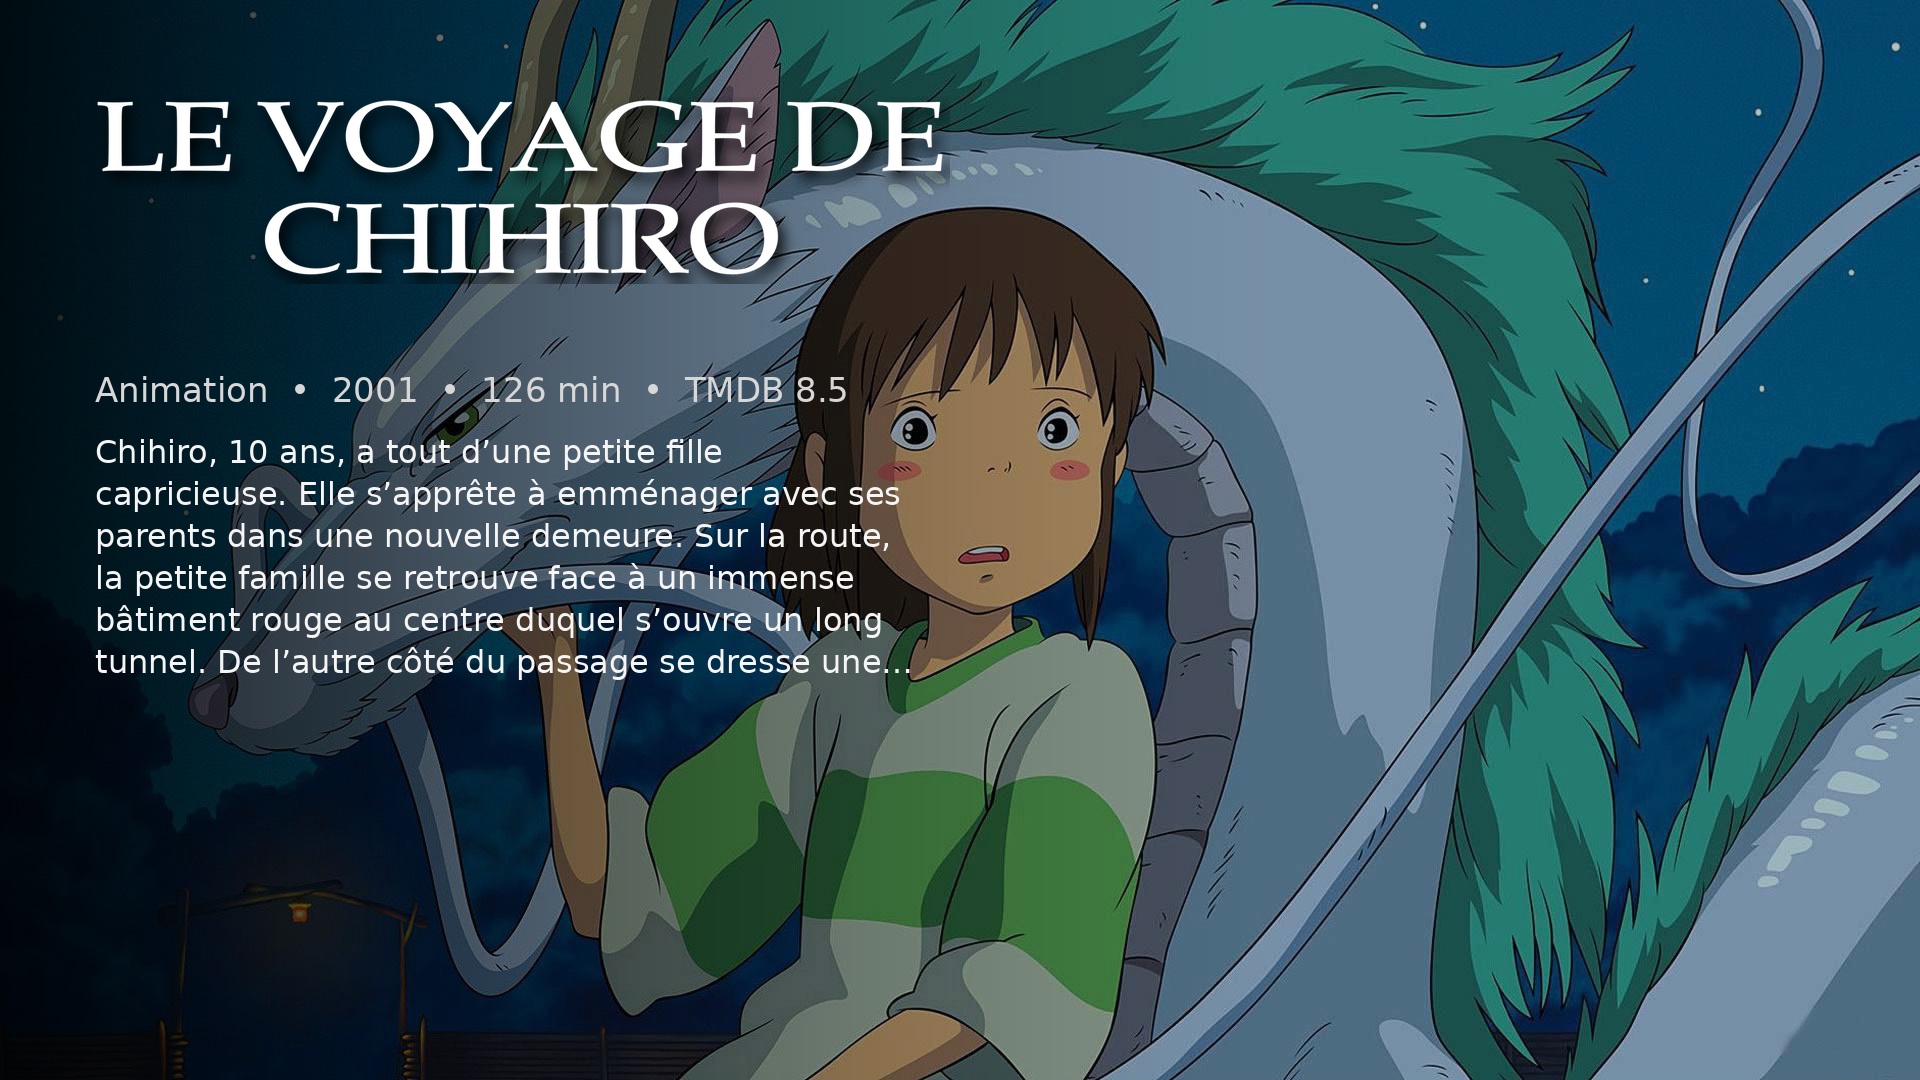 LE VOYAGE DE
CHIHIRO
Animation • 2001 • 126 min • TMDB 8.5
Chihiro, 10 ans, a tout d’une petite fille
capricieuse. Elle s’apprête à emménager avec ses
parents dans une nouvelle demeure. Sur la route,
la petite famille se retrouve face à un immense
bâtiment rouge au centre duquel s’ouvre un long
tunnel. De l’autre côté du passage se dresse une…